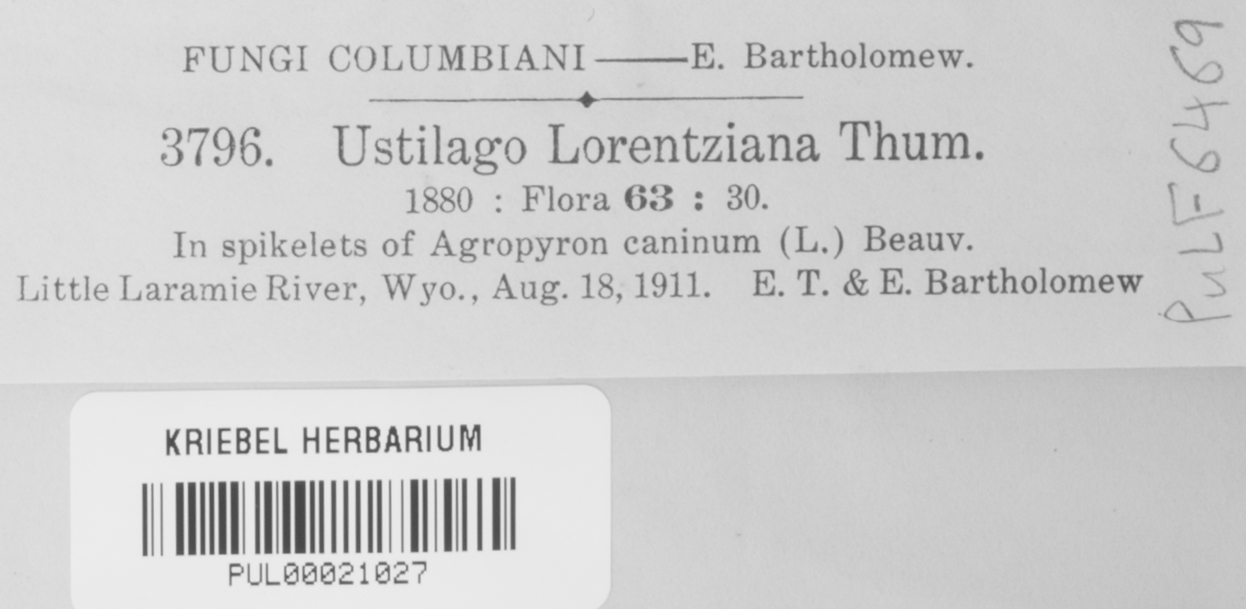 FUNGI COLUMBIANI——E. Bartholomew.
3796. Ustilago Lorentziana Thum.
1880 : Flora 63 : 30.
In spikelets of Agropyron caninum (L.) Beauv.
Little Laramie River, Wyo., Aug. 18, 1911. E. T. & E. Bartholomew
PULF6469
KRIEBEL HERBARIUM
PUL00021027